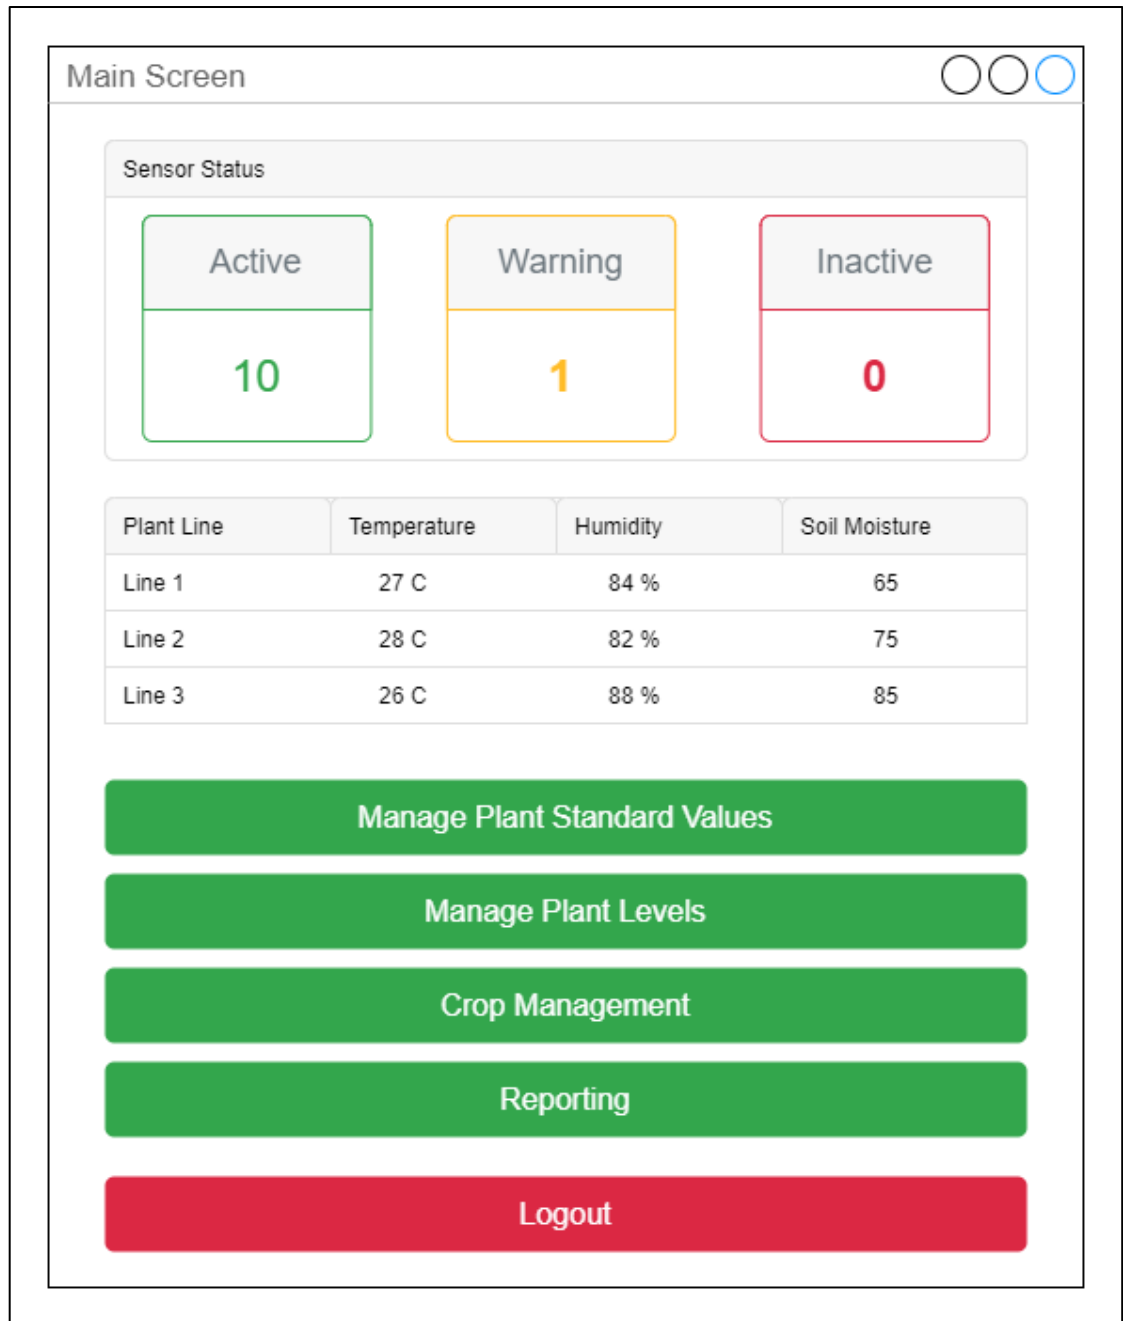 Main Screen
Sensor Status
Active Warning Inactive
10 1 0
Plant Line Temperature Humidity Soil Moisture
Line 1 27 C 84 % 65
Line 2 28 C 82 % 75
Line 3 26 C 88 % 85
Manage Plant Standard Values
Manage Plant Levels
Crop Management
Reporting
Logout